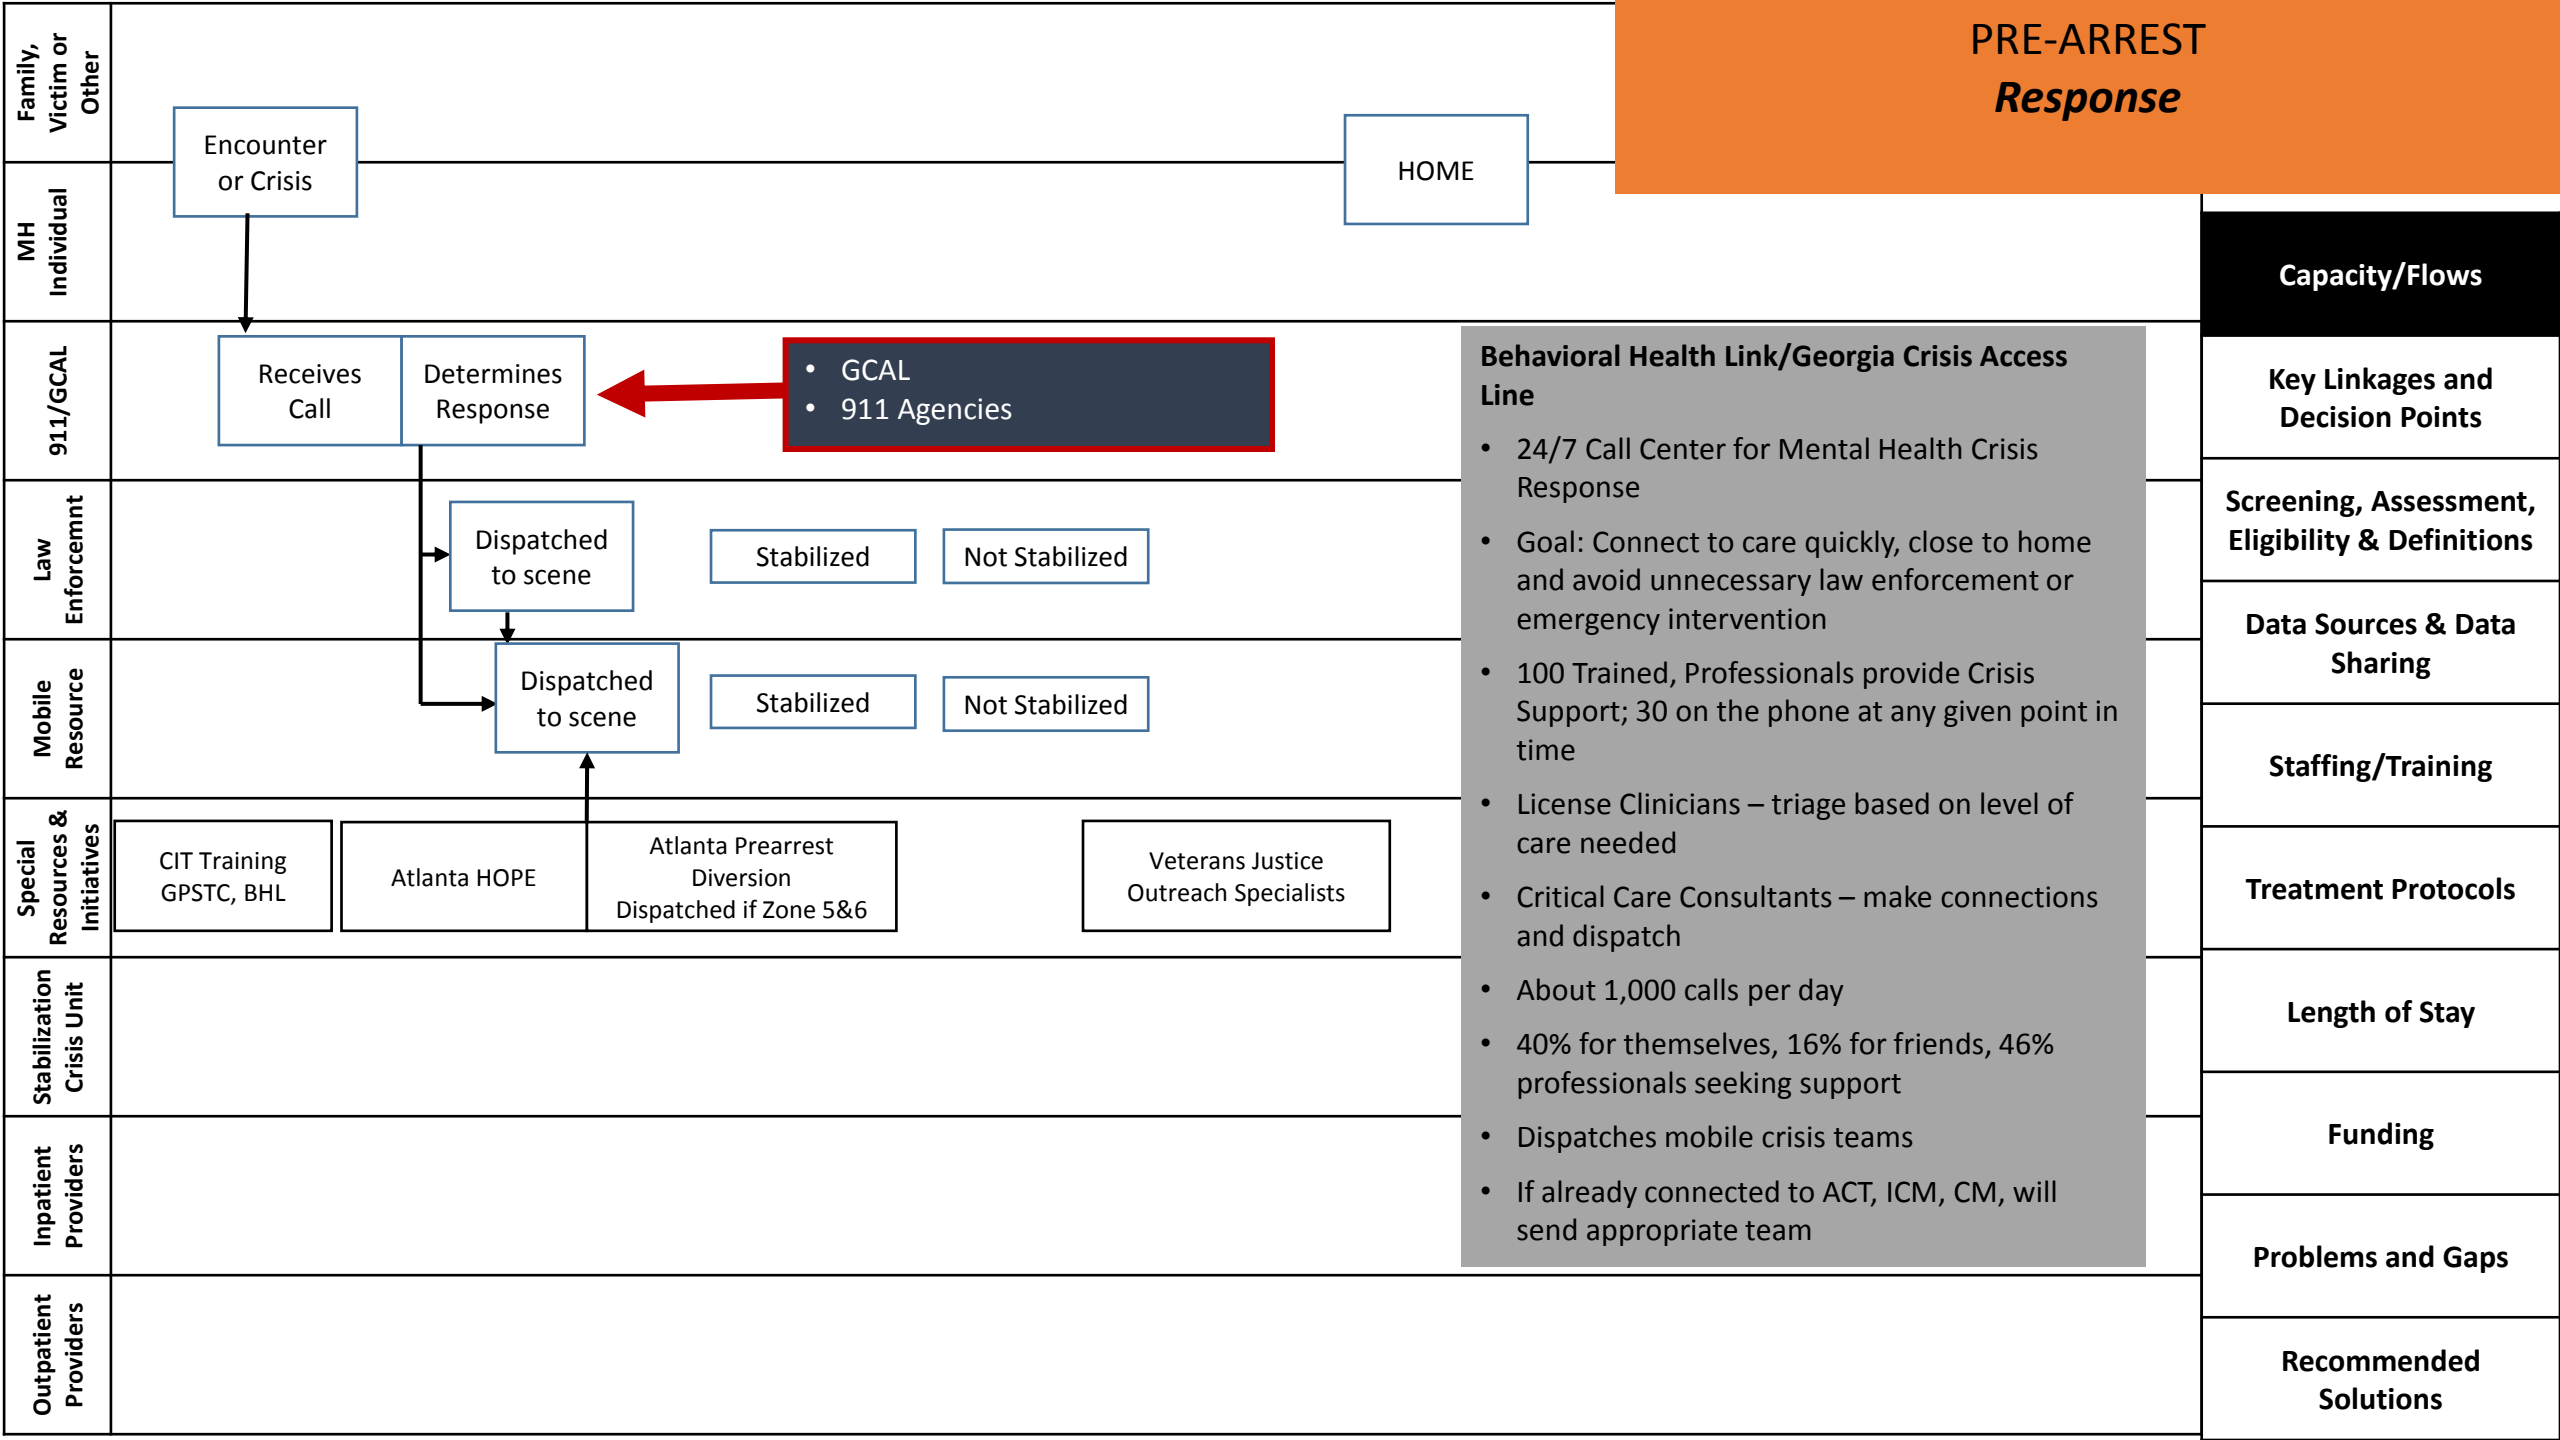 PRE-ARREST
Response
Family,
Victim or
Other
Encounter
or Crisis
HOME
MH
Individual
911/GCAL
Receives
Call
Determines
Response
• GCAL
• 911 Agencies
Law
Enforcemnt
Dispatched
to scene
Stabilized
Not Stabilized
Mobile
Resource
Dispatched
to scene
Stabilized
Not Stabilized
Special
Resources &
Initiatives
CIT Training
GPSTC, BHL
Atlanta HOPE
Atlanta Prearrest
Diversion
Dispatched if Zone 5&6
Veterans Justice
Outreach Specialists
Stabilization
Crisis Unit
Inpatient
Providers
Outpatient
Providers
Behavioral Health Link/Georgia Crisis Access
Line
• 24/7 Call Center for Mental Health Crisis
Response
• Goal: Connect to care quickly, close to home
and avoid unnecessary law enforcement or
emergency intervention
• 100 Trained, Professionals provide Crisis
Support; 30 on the phone at any given point in
time
• License Clinicians – triage based on level of
care needed
• Critical Care Consultants – make connections
and dispatch
• About 1,000 calls per day
• 40% for themselves, 16% for friends, 46%
professionals seeking support
• Dispatches mobile crisis teams
• If already connected to ACT, ICM, CM, will
send appropriate team
Capacity/Flows
Key Linkages and
Decision Points
Screening, Assessment,
Eligibility & Definitions
Data Sources & Data
Sharing
Staffing/Training
Treatment Protocols
Length of Stay
Funding
Problems and Gaps
Recommended
Solutions